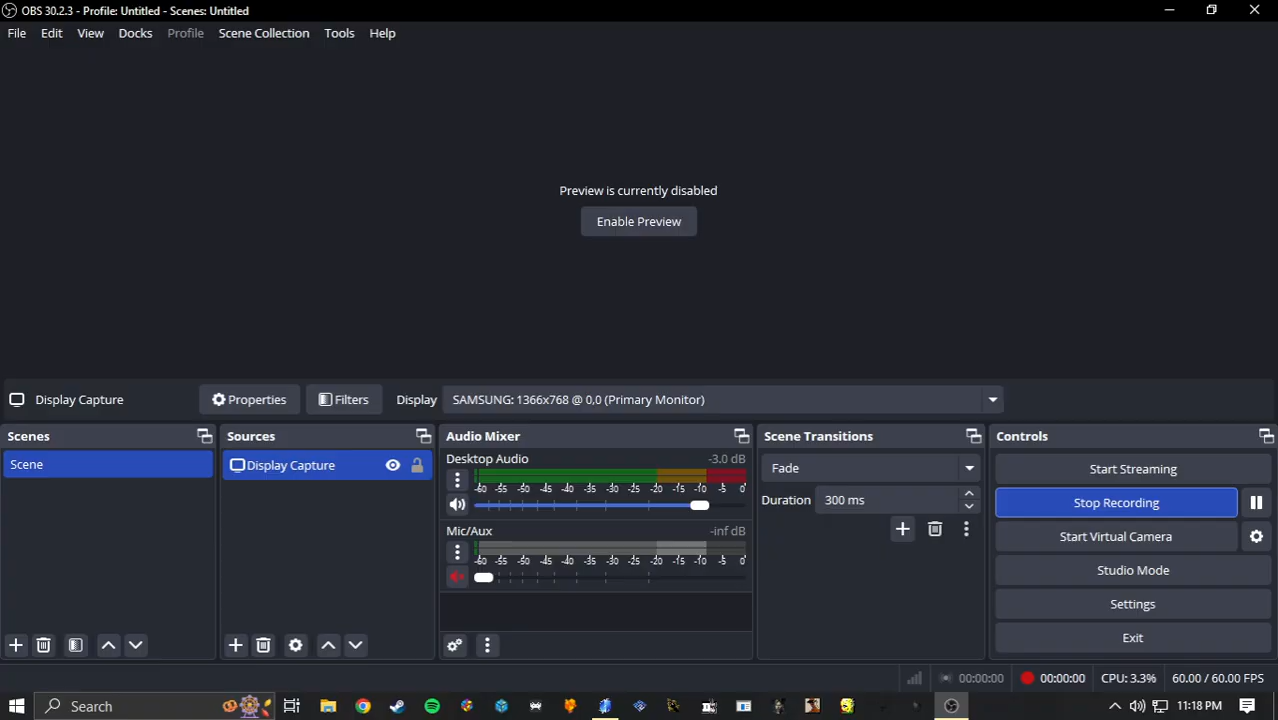 OBS 30.2.3 - Profile: Untitled - Scenes: Untitled
File Edit View Docks Profile Scene Collection Tools Help
Preview is currently disabled
Enable Preview
Display Capture Properties Filters Display SAMSUNG: 1366x768 @ 0,0 (Primary Monitor)
Scenes Sources Audio Mixer Scene Transitions Controls
Scene
Display Capture
Desktop Audio -3.0 dB
-60 -55 -50 -45 -40 -35 -30 -25 -20 -15 -10 -5 0
Mic/Aux -inf dB
-60 -55 -50 -45 -40 -35 -30 -25 -20 -15 -10 -5 0
Fade
Duration 300 ms
Start Streaming
Stop Recording
Start Virtual Camera
Studio Mode
Settings
Exit
00:00:00 00:00:00 CPU: 3.3% 60.00 / 60.00 FPS
Search 11:18 PM